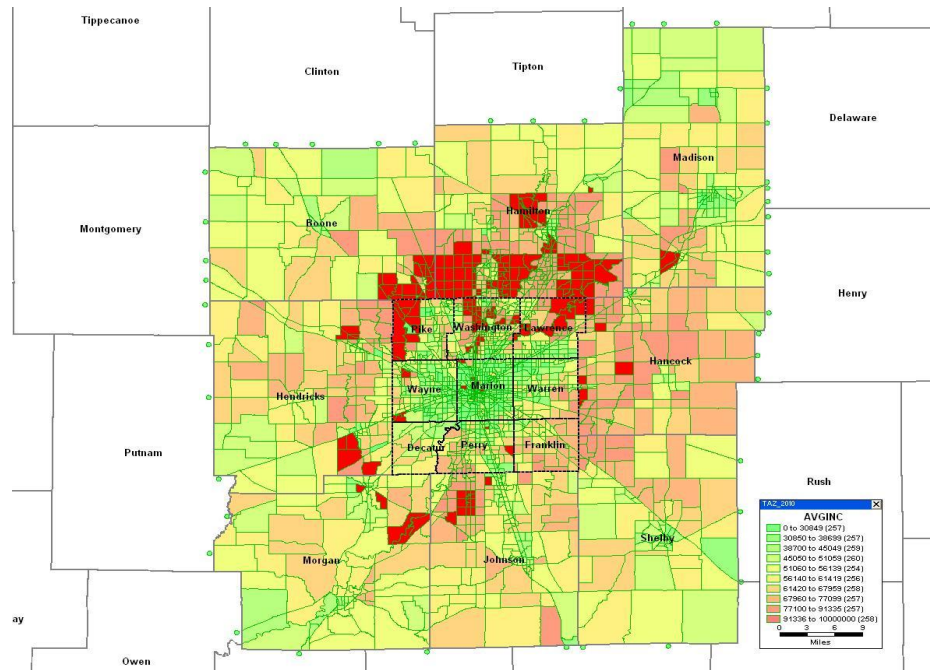 Tippecanoe
Clinton
Tipton
Delaware
Madison
Hamilton
Boone
Montgomery
Henry
Pike
Washington
Lawrence
Hancock
Wayne
Marion
Warren
Hendricks
Putnam
Decatur
Perry
Franklin
Rush
Shelby
Morgan
Johnson
ay
Owen
TAZ_2010
AVGINC
0 to 30849 (257)
30850 to 38699 (257)
38700 to 45049 (259)
45050 to 51059 (260)
51060 to 56139 (254)
56140 to 61419 (256)
61420 to 67959 (258)
67960 to 77099 (257)
77100 to 91335 (257)
91336 to 10000000 (258)
0 3 6 9
Miles